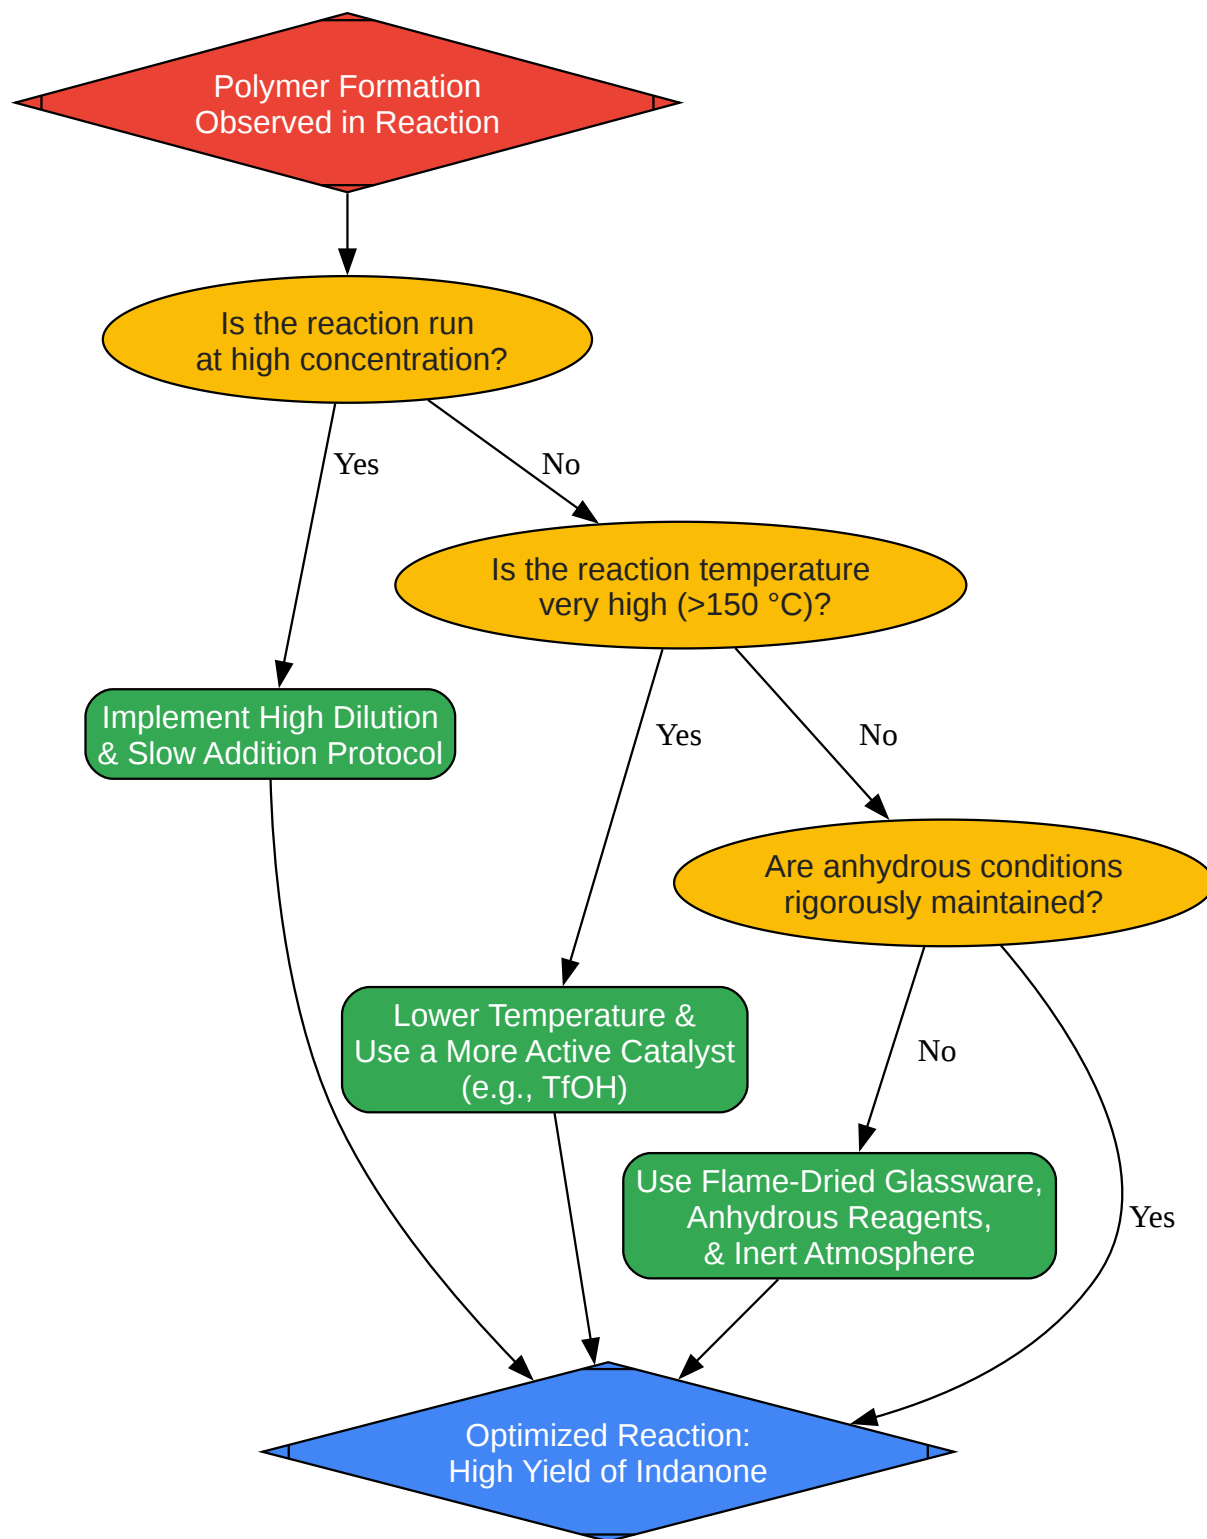 Polymer Formation
Observed in Reaction
Is the reaction run
at high concentration?
Yes
No
Is the reaction temperature
very high (>150 °C)?
Implement High Dilution
& Slow Addition Protocol
Yes
No
Are anhydrous conditions
rigorously maintained?
Lower Temperature &
Use a More Active Catalyst
(e.g., TfOH)
No
Use Flame-Dried Glassware,
Anhydrous Reagents,
& Inert Atmosphere
Yes
Optimized Reaction:
High Yield of Indanone